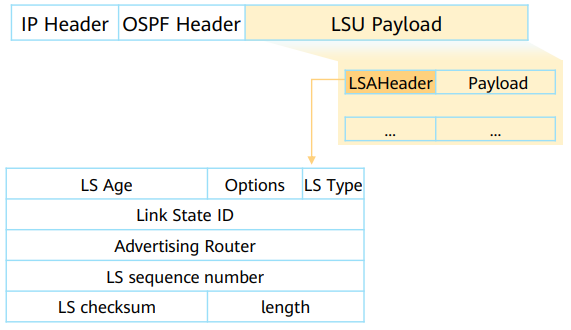 IP Header OSPF Header LSU Payload
LSAHeader Payload
... ...
LS Age Options LS Type
Link State ID
Advertising Router
LS sequence number
LS checksum length